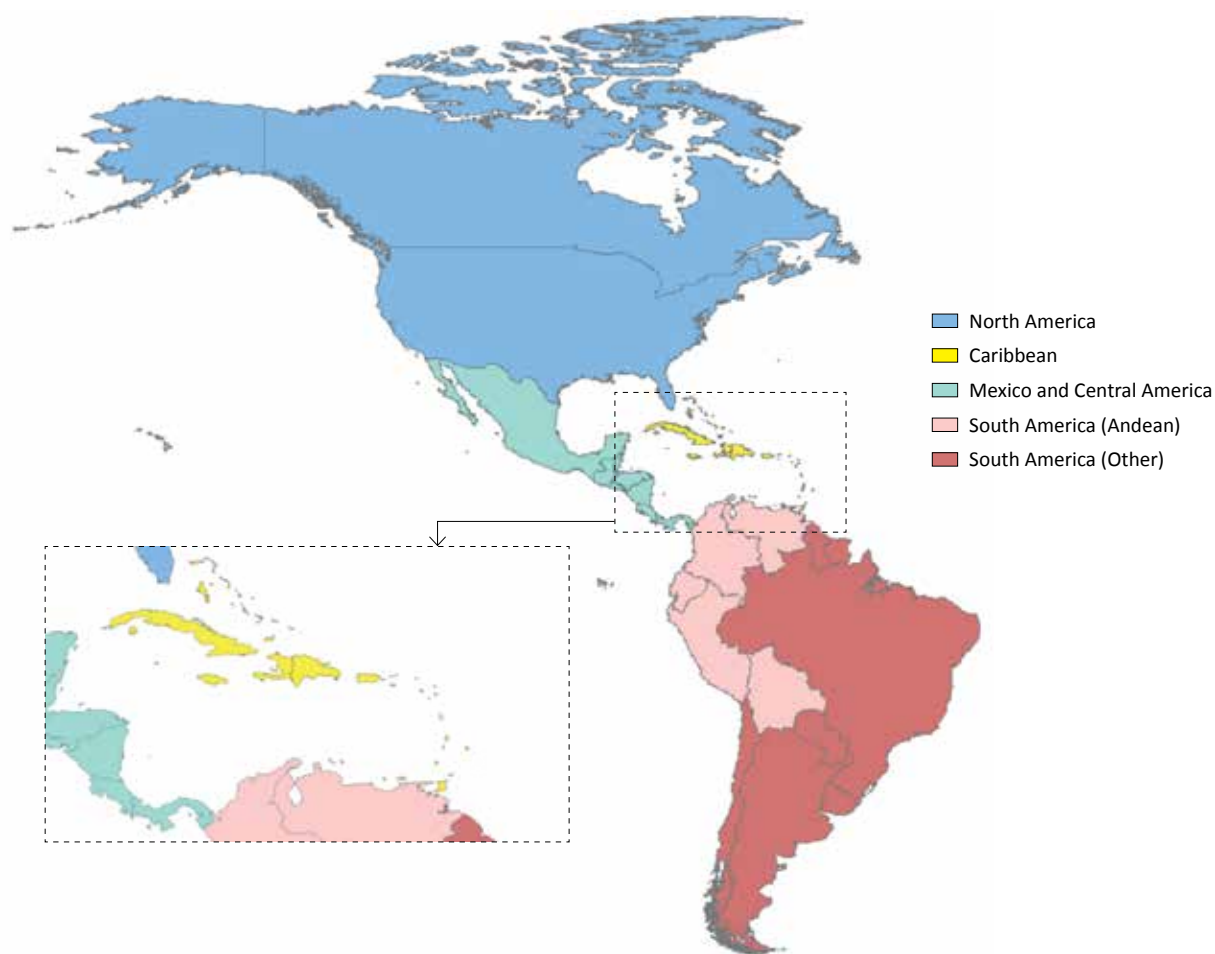 North America
Caribbean
Mexico and Central America
South America (Andean)
South America (Other)